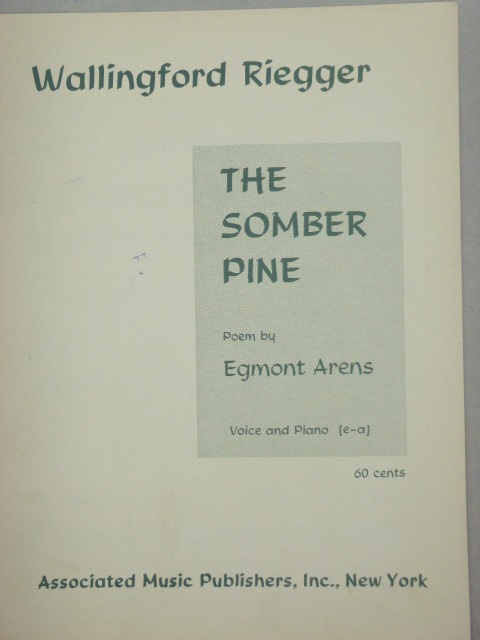 Wallingford Riegger
THE
SOMBER
PINE
Poem by
Egmont Arens
Voice and Piano [e-a]
60 cents
Associated Music Publishers, Inc., New York